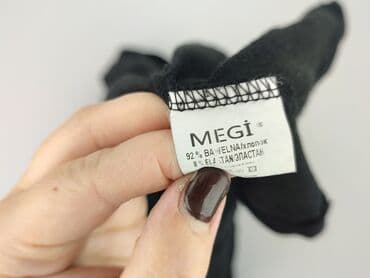 MEGİ ®
92% BAWEŁNA/хлопок
8% ELASTAN/ЭЛАСТАН